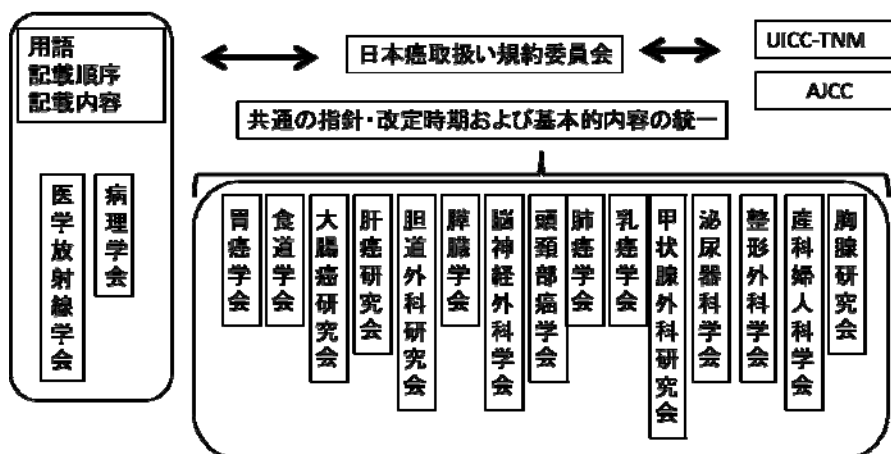 用語
記載順序
記載内容
日本癌取扱い規約委員会
UICC-TNM
AJCC
共通の指針・改定時期および基本的内容の統一
医学放射線学会
病理学会
胃癌学会
食道学会
大腸癌研究会
肝癌研究会
胆道外科研究会
膵臓学会
脳神経外科学会
頭頸部癌学会
肺癌学会
乳癌学会
甲状腺外科研究会
泌尿器科学会
整形外科学会
産科婦人科学会
胸腺研究会